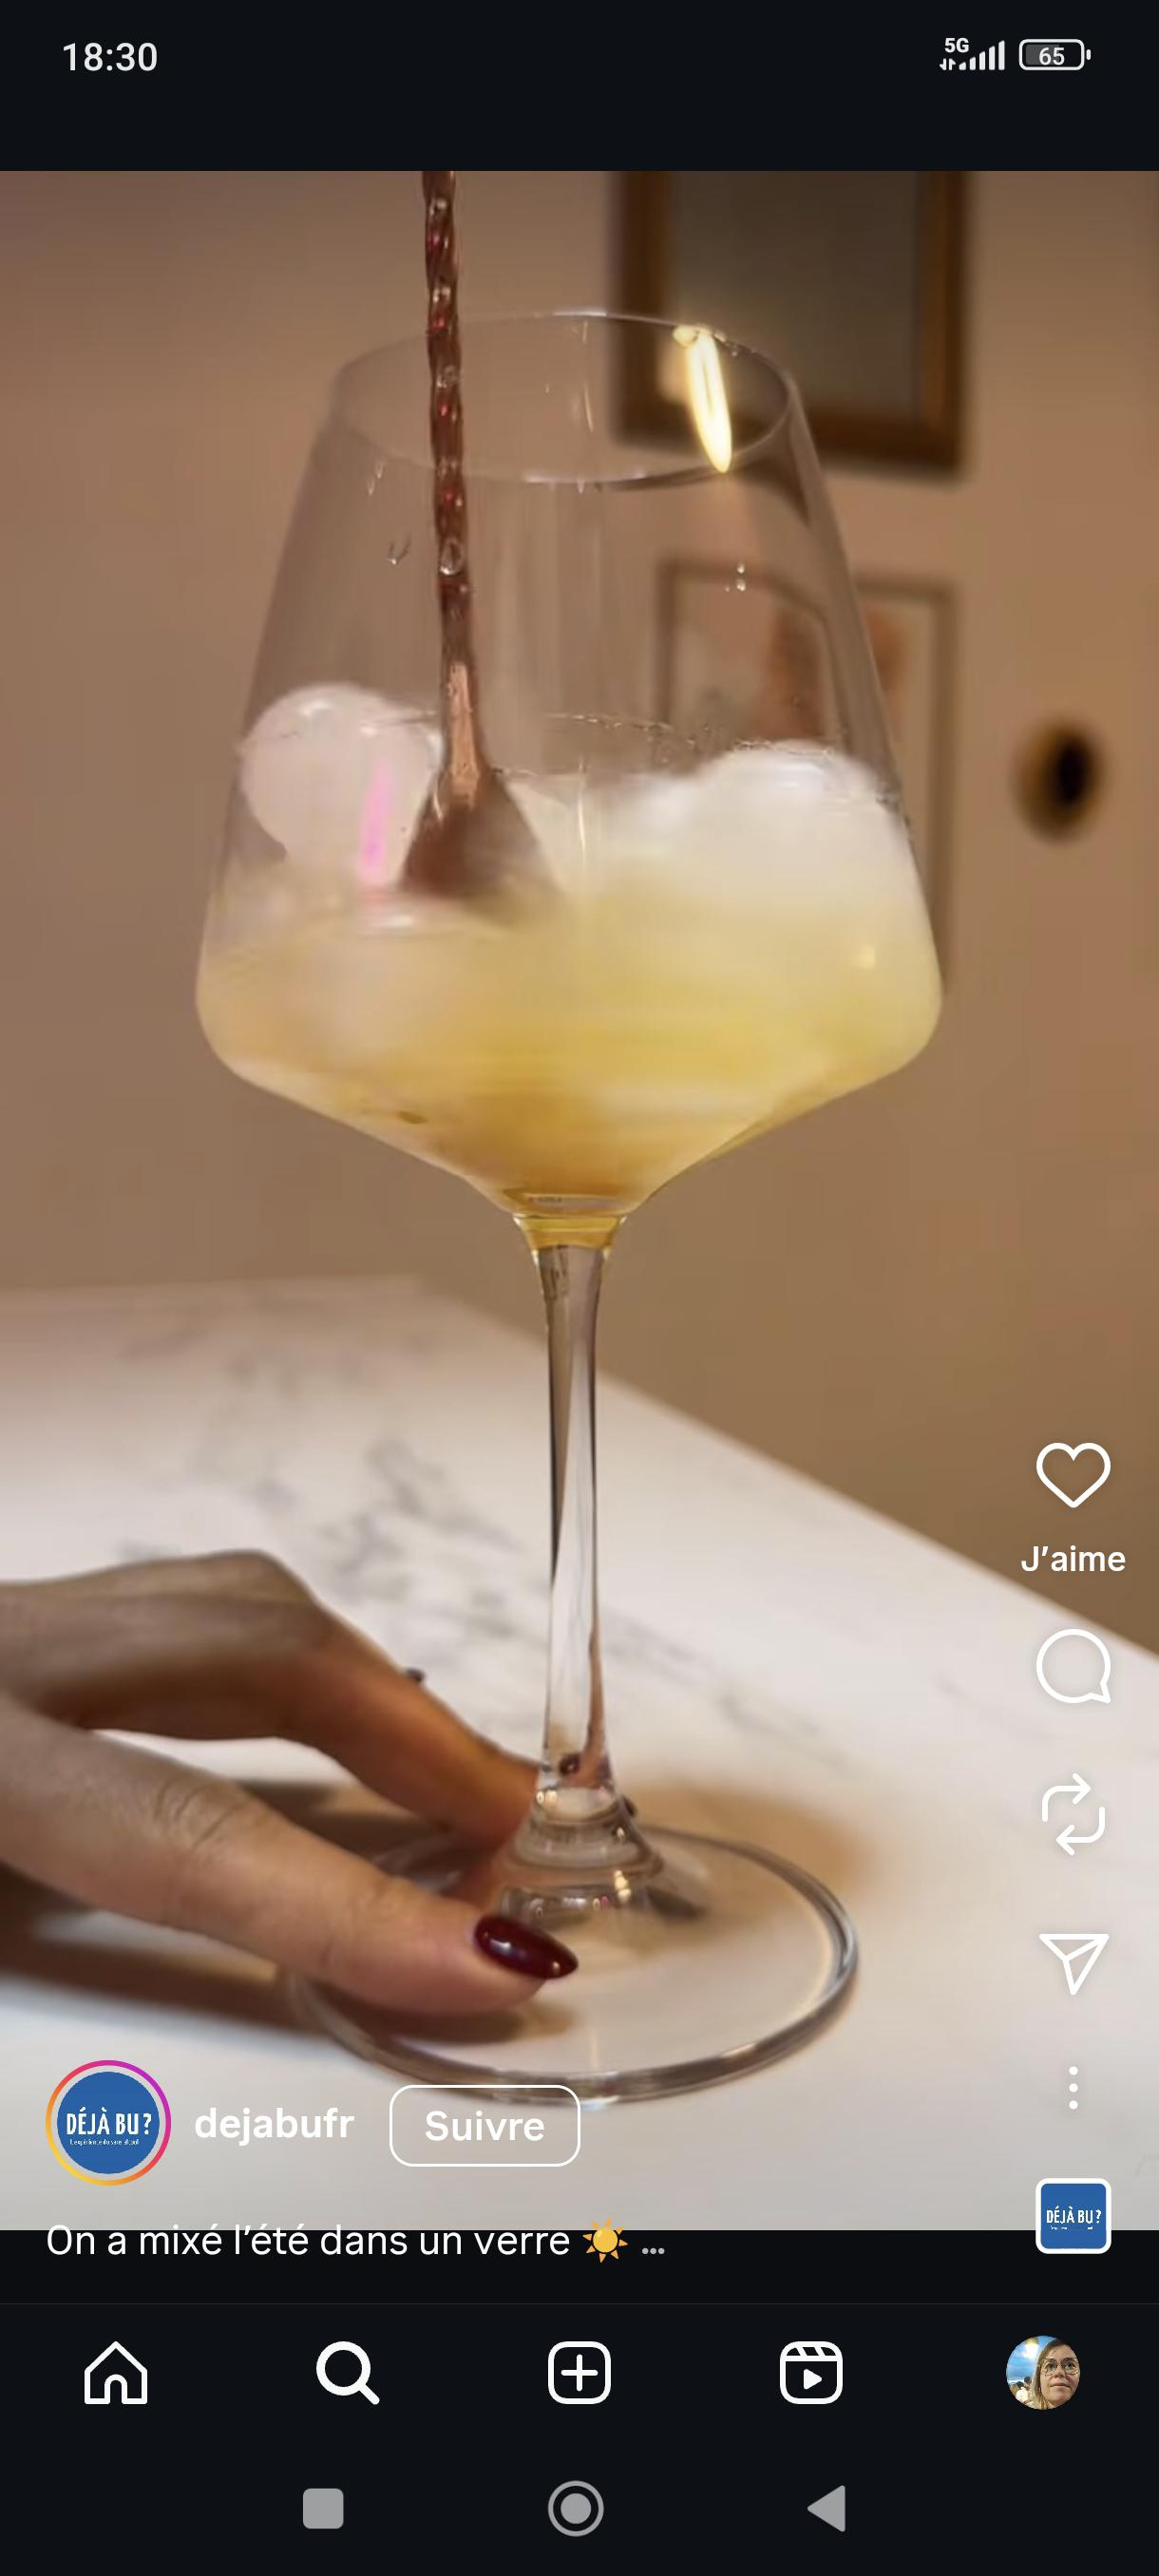 18:30
5G
65
J'aime
DÉJÀ BU ?
dejabufr
Suivre
DÉJÀ BU ?
On a mixé l'été dans un verre ☀️ ...